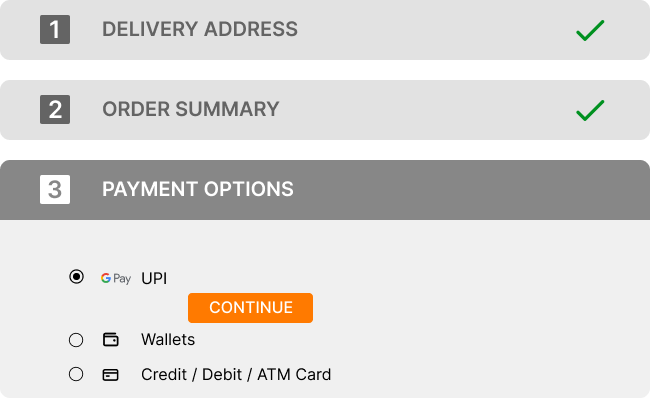 1 DELIVERY ADDRESS
2 ORDER SUMMARY
3 PAYMENT OPTIONS
G Pay UPI
CONTINUE
Wallets
Credit / Debit / ATM Card